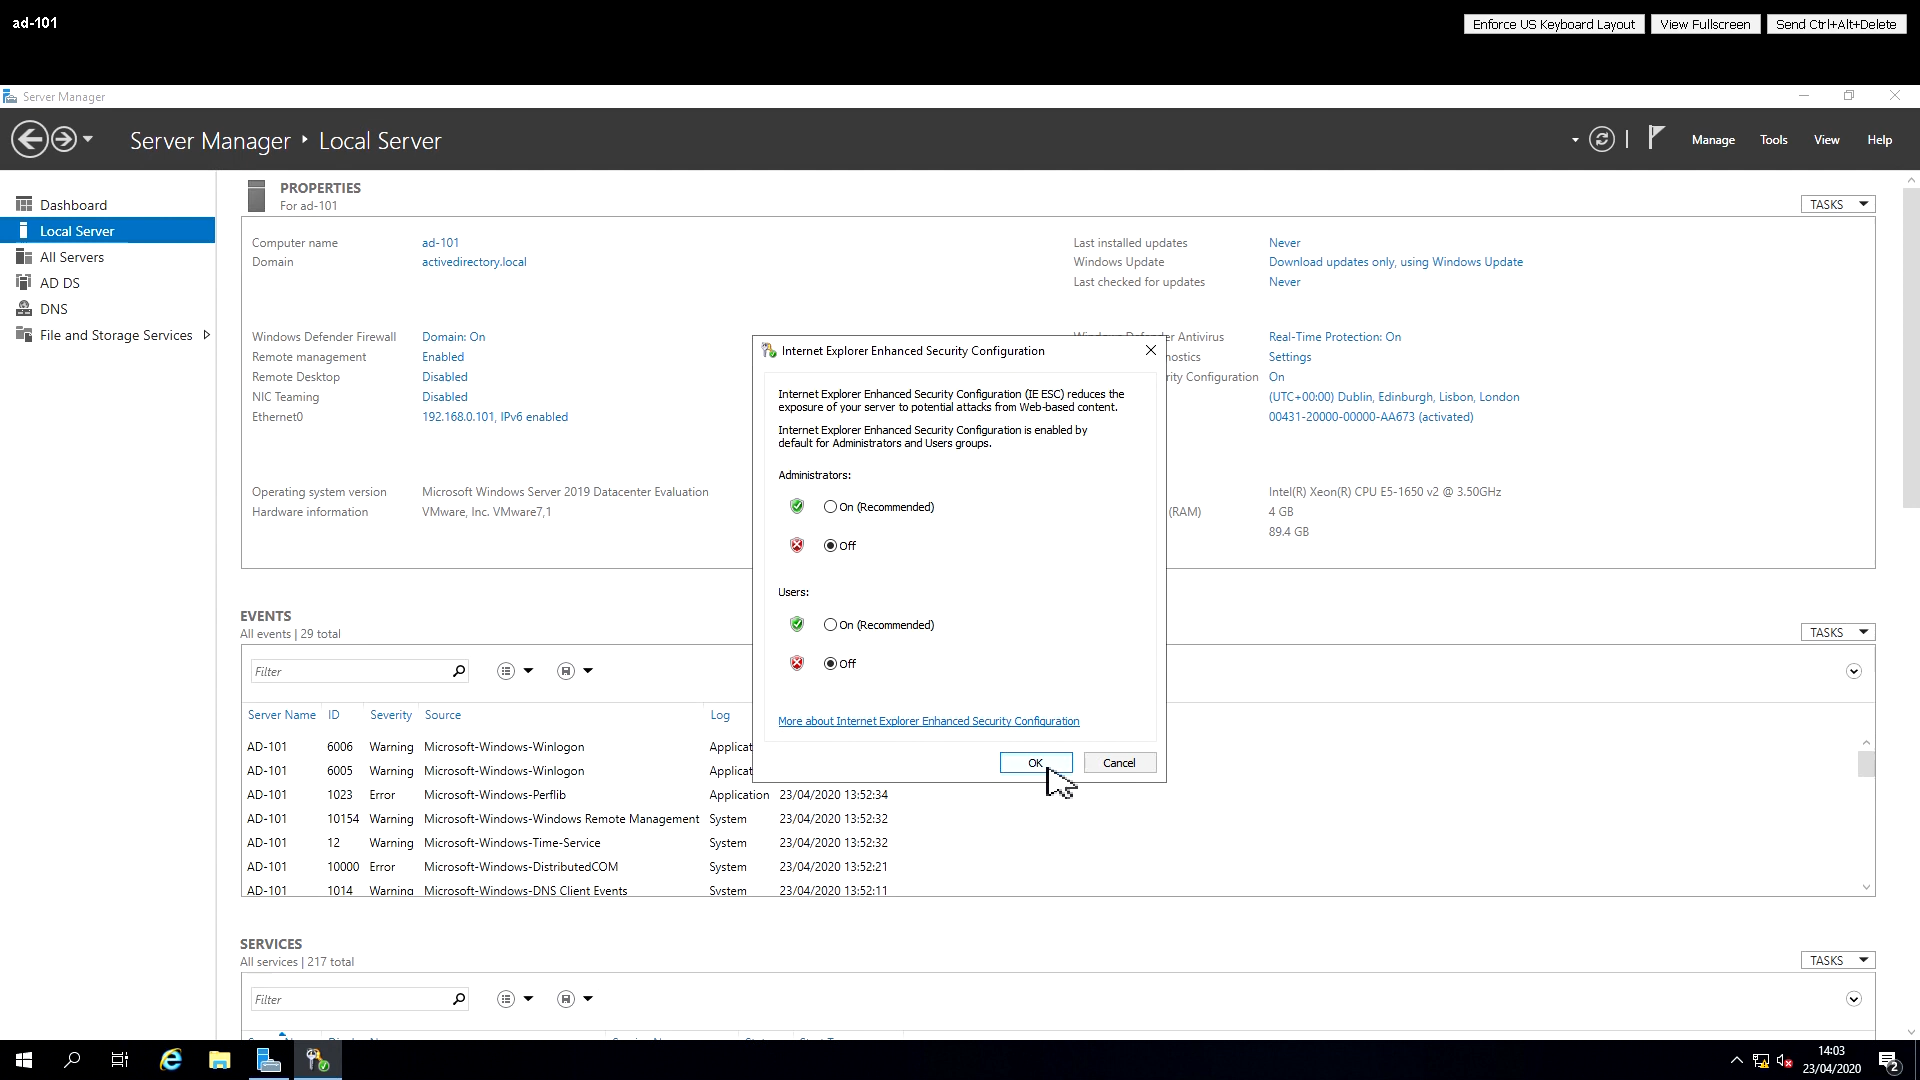 ad-101
Enforce US Keyboard Layout
View Fullscreen
Send Ctrl+Alt+Delete
Server Manager
Server Manager ‣ Local Server
Manage
Tools
View
Help
Dashboard
Local Server
All Servers
AD DS
DNS
File and Storage Services
PROPERTIES
For ad-101
TASKS
Computer name ad-101
Domain activedirectory.local
Last installed updates Never
Windows Update Download updates only, using Windows Update
Last checked for updates Never
Windows Defender Firewall Domain: On
Remote management Enabled
Remote Desktop Disabled
NIC Teaming Disabled
Ethernet0 192.168.0.101, IPv6 enabled
Antivirus Real-Time Protection: On
nostics Settings
rity Configuration On
(UTC+00:00) Dublin, Edinburgh, Lisbon, London
00431-20000-00000-AA673 (activated)
Operating system version Microsoft Windows Server 2019 Datacenter Evaluation
Hardware information VMware, Inc. VMware7,1
Intel(R) Xeon(R) CPU E5-1650 v2 @ 3.50GHz
(RAM) 4 GB
89.4 GB
Internet Explorer Enhanced Security Configuration
Internet Explorer Enhanced Security Configuration (IE ESC) reduces the
exposure of your server to potential attacks from Web-based content.
Internet Explorer Enhanced Security Configuration is enabled by
default for Administrators and Users groups.
Administrators:
On (Recommended)
Off
Users:
On (Recommended)
Off
More about Internet Explorer Enhanced Security Configuration
OK
Cancel
EVENTS
All events | 29 total
TASKS
Filter
Server Name ID Severity Source Log
AD-101 6006 Warning Microsoft-Windows-Winlogon Applicat
AD-101 6005 Warning Microsoft-Windows-Winlogon Applicat
AD-101 1023 Error Microsoft-Windows-Perflib Application 23/04/2020 13:52:34
AD-101 10154 Warning Microsoft-Windows-Windows Remote Management System 23/04/2020 13:52:32
AD-101 12 Warning Microsoft-Windows-Time-Service System 23/04/2020 13:52:32
AD-101 10000 Error Microsoft-Windows-DistributedCOM System 23/04/2020 13:52:21
AD-101 1014 Warning Microsoft-Windows-DNS Client Events System 23/04/2020 13:52:11
SERVICES
All services | 217 total
TASKS
Filter
14:03
23/04/2020
2